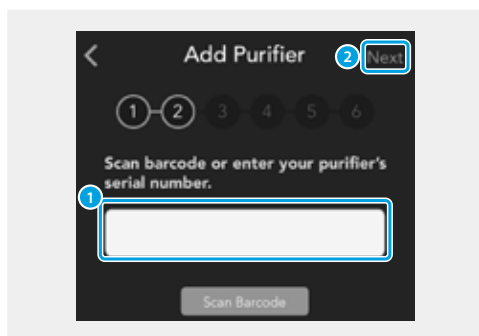 Add Purifier 2 Next
1 2 3 4 5 6
Scan barcode or enter your purifier's
serial number.
1
Scan Barcode